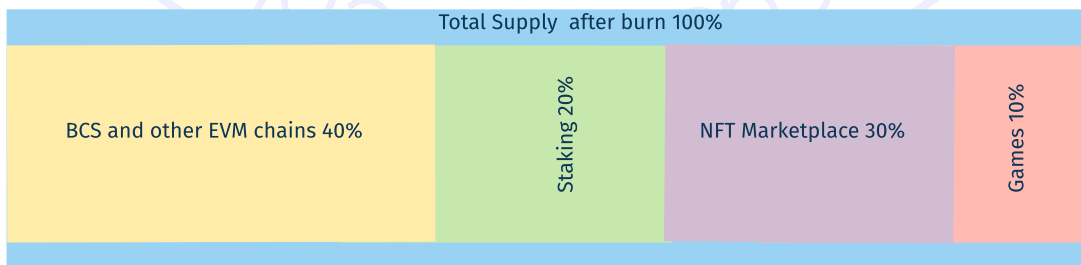 Total Supply  after burn 100%
BCS and other EVM chains 40%
Staking 20%
NFT Marketplace 30%
Games 10%